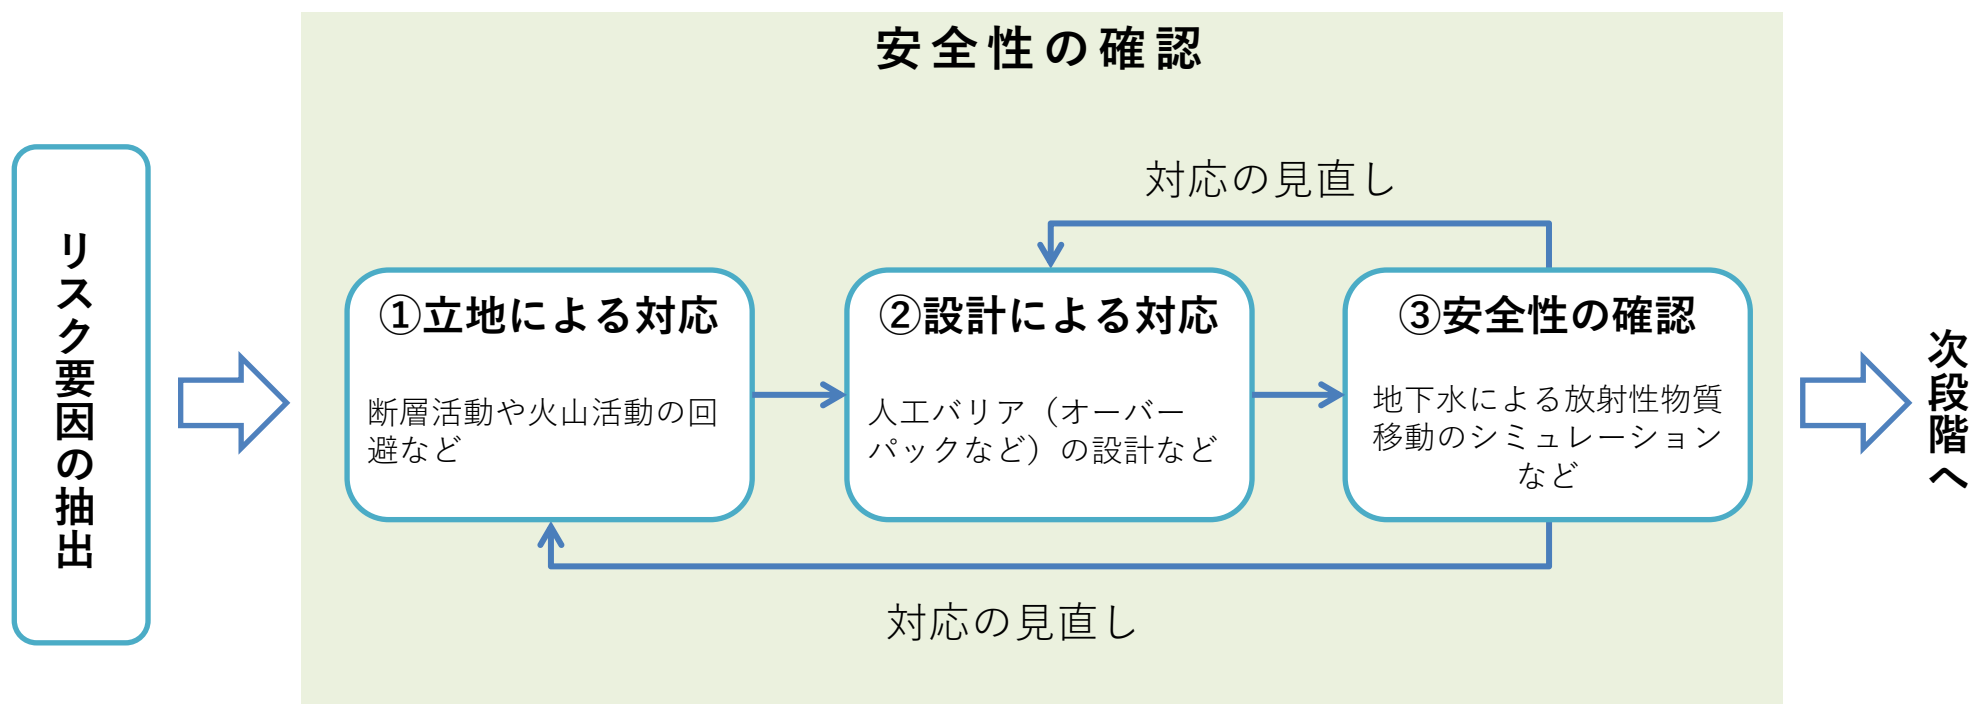 安全性の確認
リスク要因の抽出
対応の見直し
①立地による対応
断層活動や火山活動の回
避など
②設計による対応
人工バリア（オーバー
パックなど）の設計など
③安全性の確認
地下水による放射性物質
移動のシミュレーション
など
対応の見直し
次段階へ